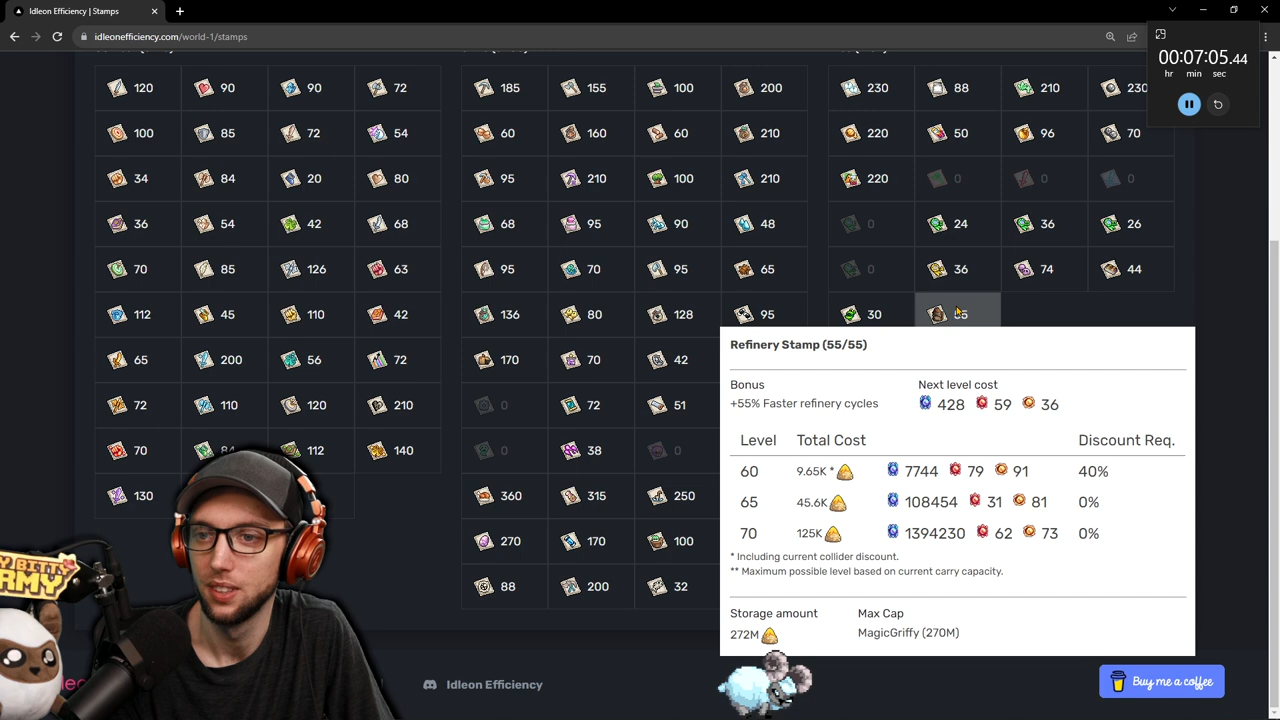 Idleon Efficiency | Stamps
idleonefficiency.com/world-1/stamps
00:07:05.44
hr min sec
120 90 90 72
100 85 72 54
34 84 20 80
36 54 42 68
70 85 126 63
112 45 110 42
65 200 56 72
72 110 120 210
70 84 112 140
130
185 155 100 200
60 160 60 210
95 210 100 210
68 95 90 48
95 70 95 65
136 80 128 95
170 70 42
0 72 51
0 38 0
360 315 250
270 170 100
88 200 32
230 88 210 230
220 50 96 70
220 0 0 0
0 24 36 26
0 36 74 44
30 55
Refinery Stamp (55/55)
Bonus Next level cost
+55% Faster refinery cycles 428 59 36
Level Total Cost Discount Req.
60 9.65K * 7744 79 91 40%
65 45.6K 108454 31 81 0%
70 125K 1394230 62 73 0%
* Including current collider discount.
** Maximum possible level based on current carry capacity.
Storage amount Max Cap
272M MagicGriffy (270M)
ARMY
Idleon Efficiency
Buy me a coffee